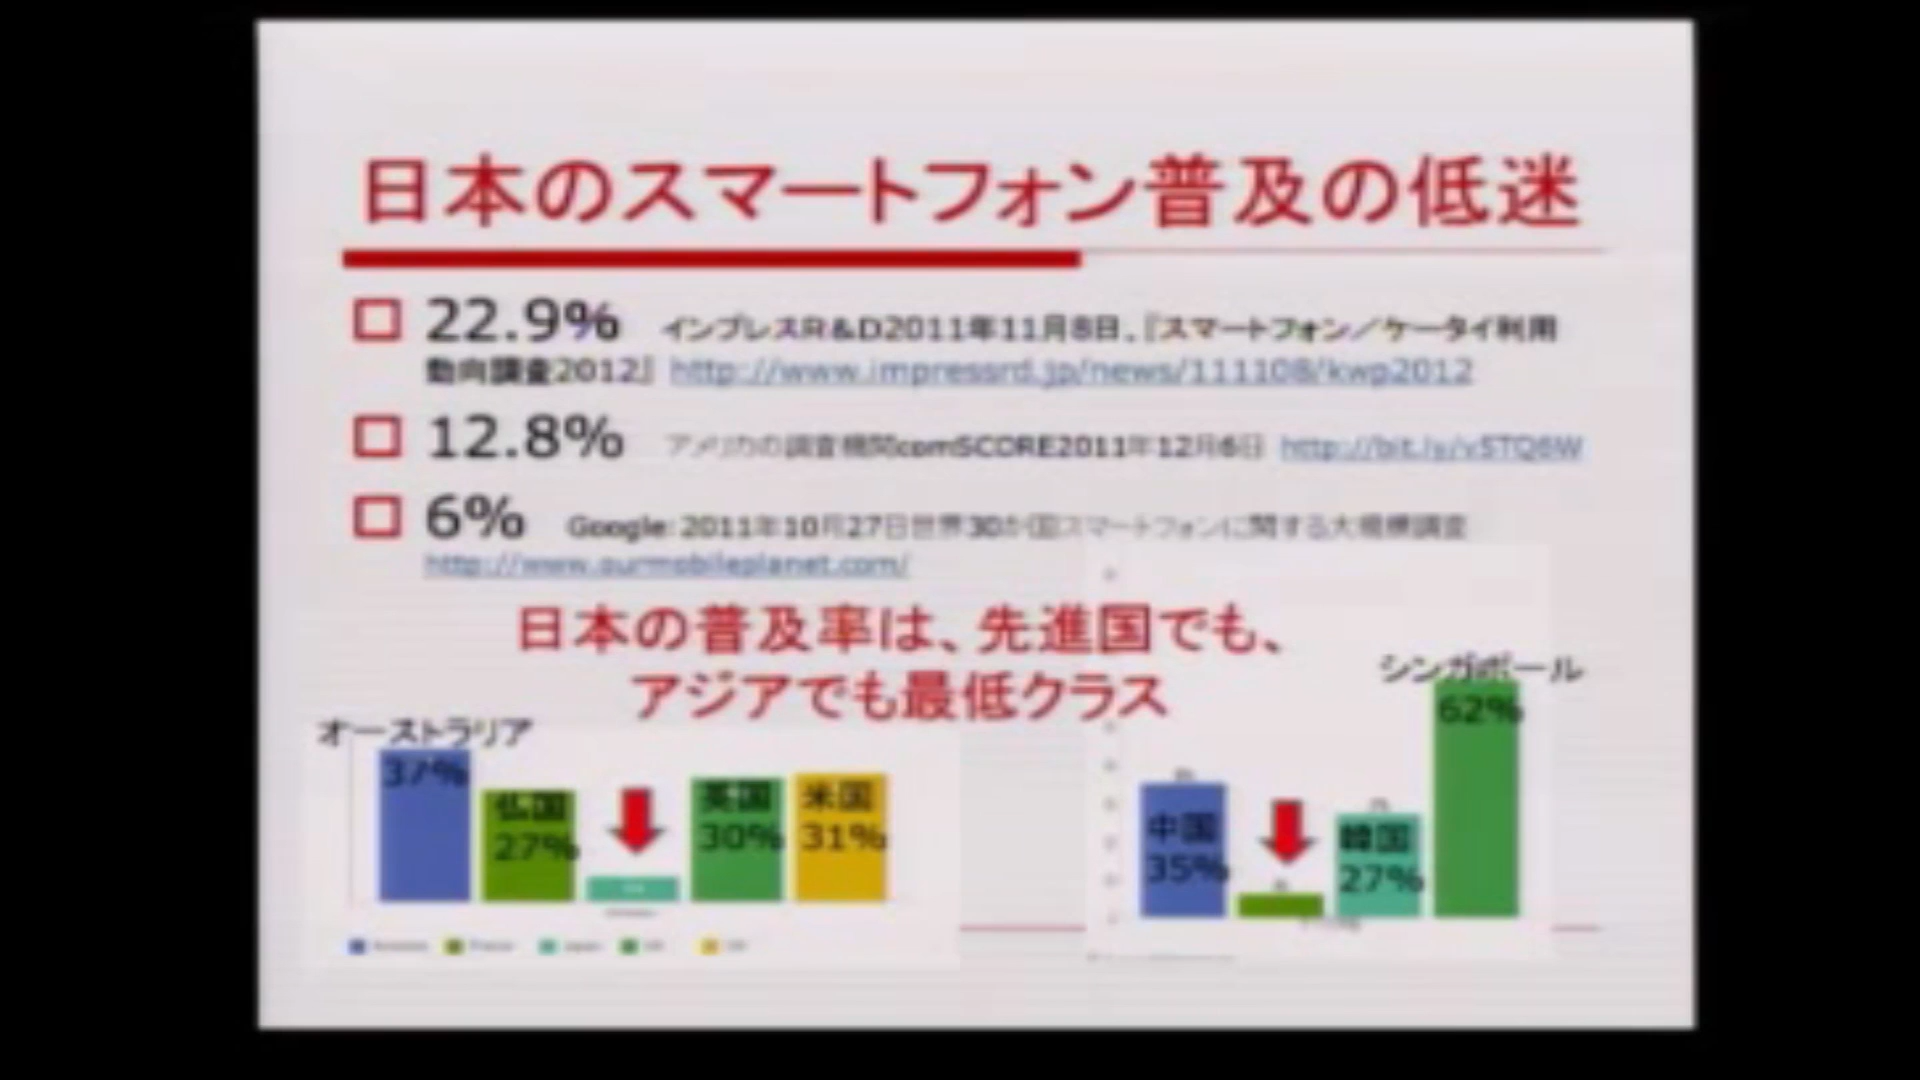 日本のスマートフォン普及の低迷
22.9% インプレスR&D2011年11月8日、『スマートフォン／ケータイ利用
動向調査2012』 http://www.impressrd.jp/news/111108/kwp2012
12.8% アメリカの調査機関comSCORE2011年12月6日 http://bit.ly/vSTQ6W
6% Google：2011年10月27日世界30か国スマートフォンに関する大規模調査
http://www.ourmobileplanet.com/
日本の普及率は、先進国でも、
アジアでも最低クラス
オーストラリア
37%
仏国
27%
英国
30%
米国
31%
シンガポール
62%
中国
35%
韓国
27%